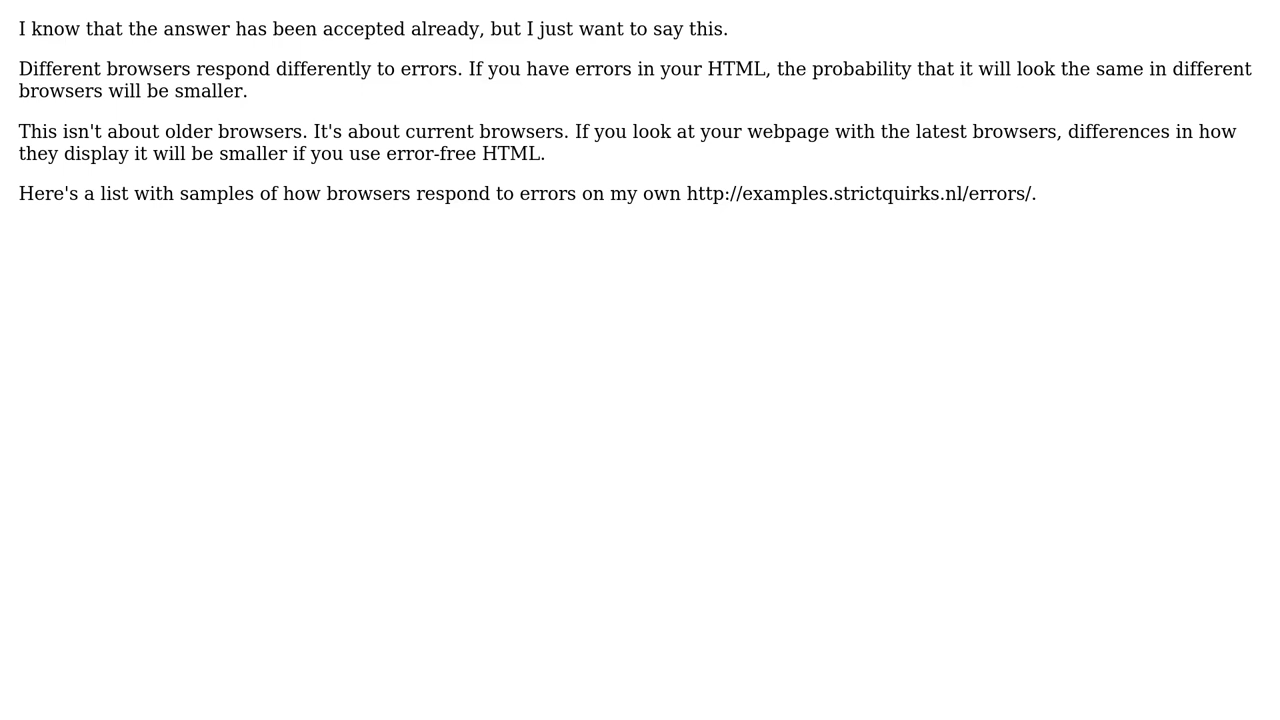 I know that the answer has been accepted already, but I just want to say this.
Different browsers respond differently to errors. If you have errors in your HTML, the probability that it will look the same in different
browsers will be smaller.
This isn't about older browsers. It's about current browsers. If you look at your webpage with the latest browsers, differences in how
they display it will be smaller if you use error-free HTML.
Here's a list with samples of how browsers respond to errors on my own http://examples.strictquirks.nl/errors/.